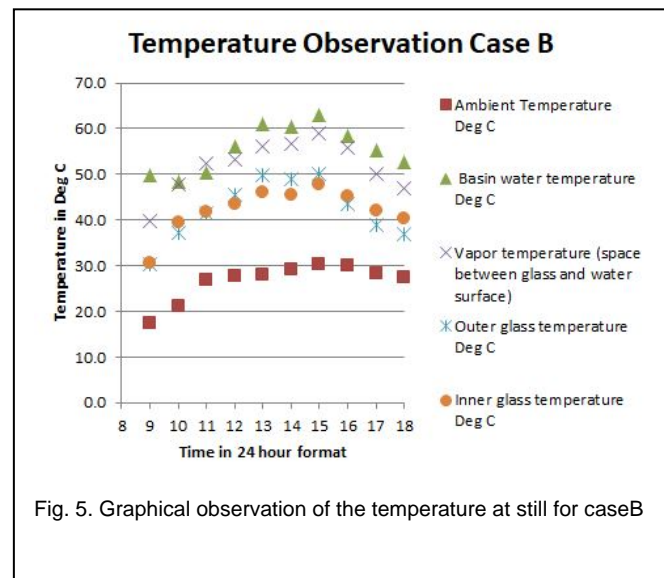 Temperature Observation Case B
Temperature in Deg C
70.0
60.0
50.0
40.0
30.0
20.0
10.0
0.0
8 9 10 11 12 13 14 15 16 17 18
Time in 24 hour format
Ambient Temperature
Deg C
Basin water temperature
Deg C
Vapor temperature (space
between glass and water
surface)
Outer glass temperature
Deg C
Inner glass temperature
Deg C
Fig. 5. Graphical observation of the temperature at still for caseB